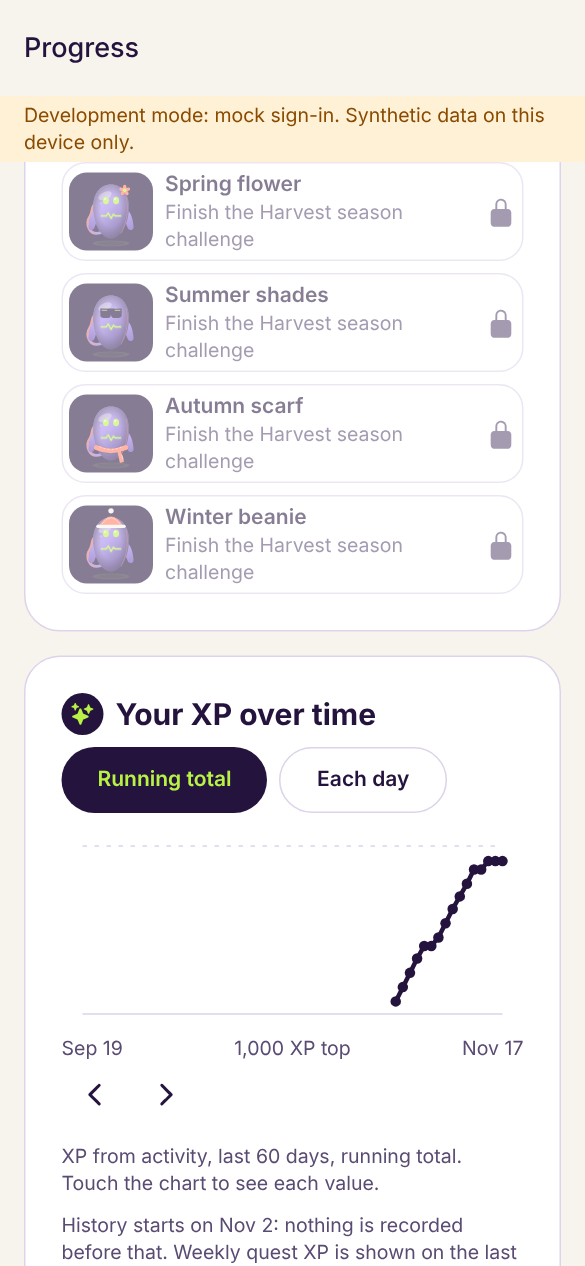 Progress
Development mode: mock sign-in. Synthetic data on this
device only.
Spring flower
Finish the Harvest season
challenge
Summer shades
Finish the Harvest season
challenge
Autumn scarf
Finish the Harvest season
challenge
Winter beanie
Finish the Harvest season
challenge
Your XP over time
Running total
Each day
Sep 19
1,000 XP top
Nov 17
XP from activity, last 60 days, running total.
Touch the chart to see each value.
History starts on Nov 2: nothing is recorded
before that. Weekly quest XP is shown on the last